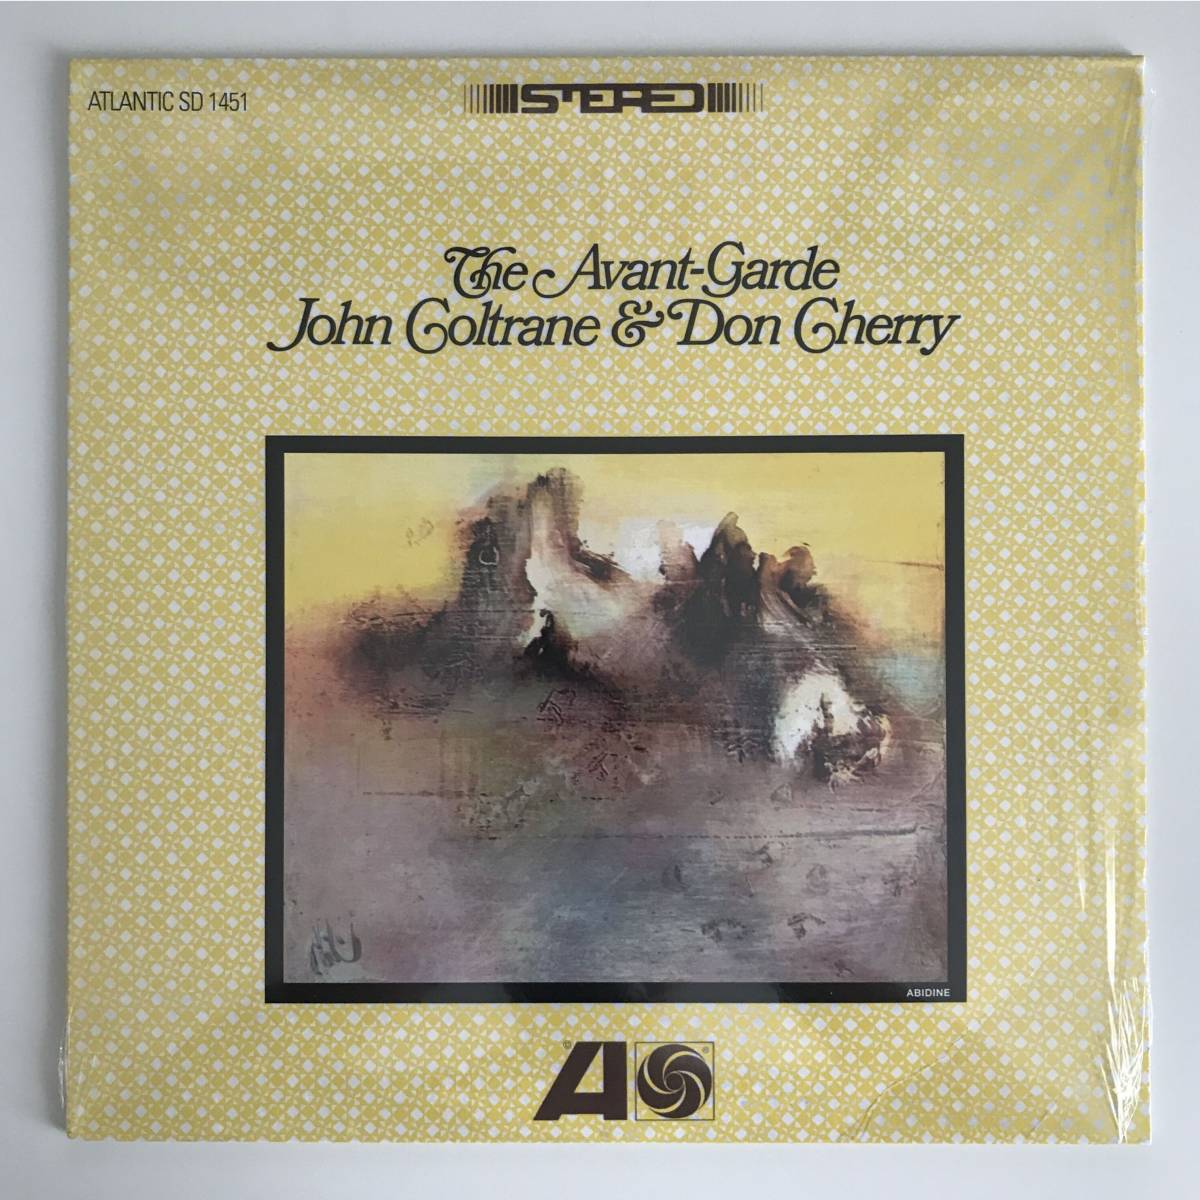 ATLANTIC SD 1451
STEREO
The Avant-Garde
John Coltrane & Don Cherry
ABIDINE
© A ®